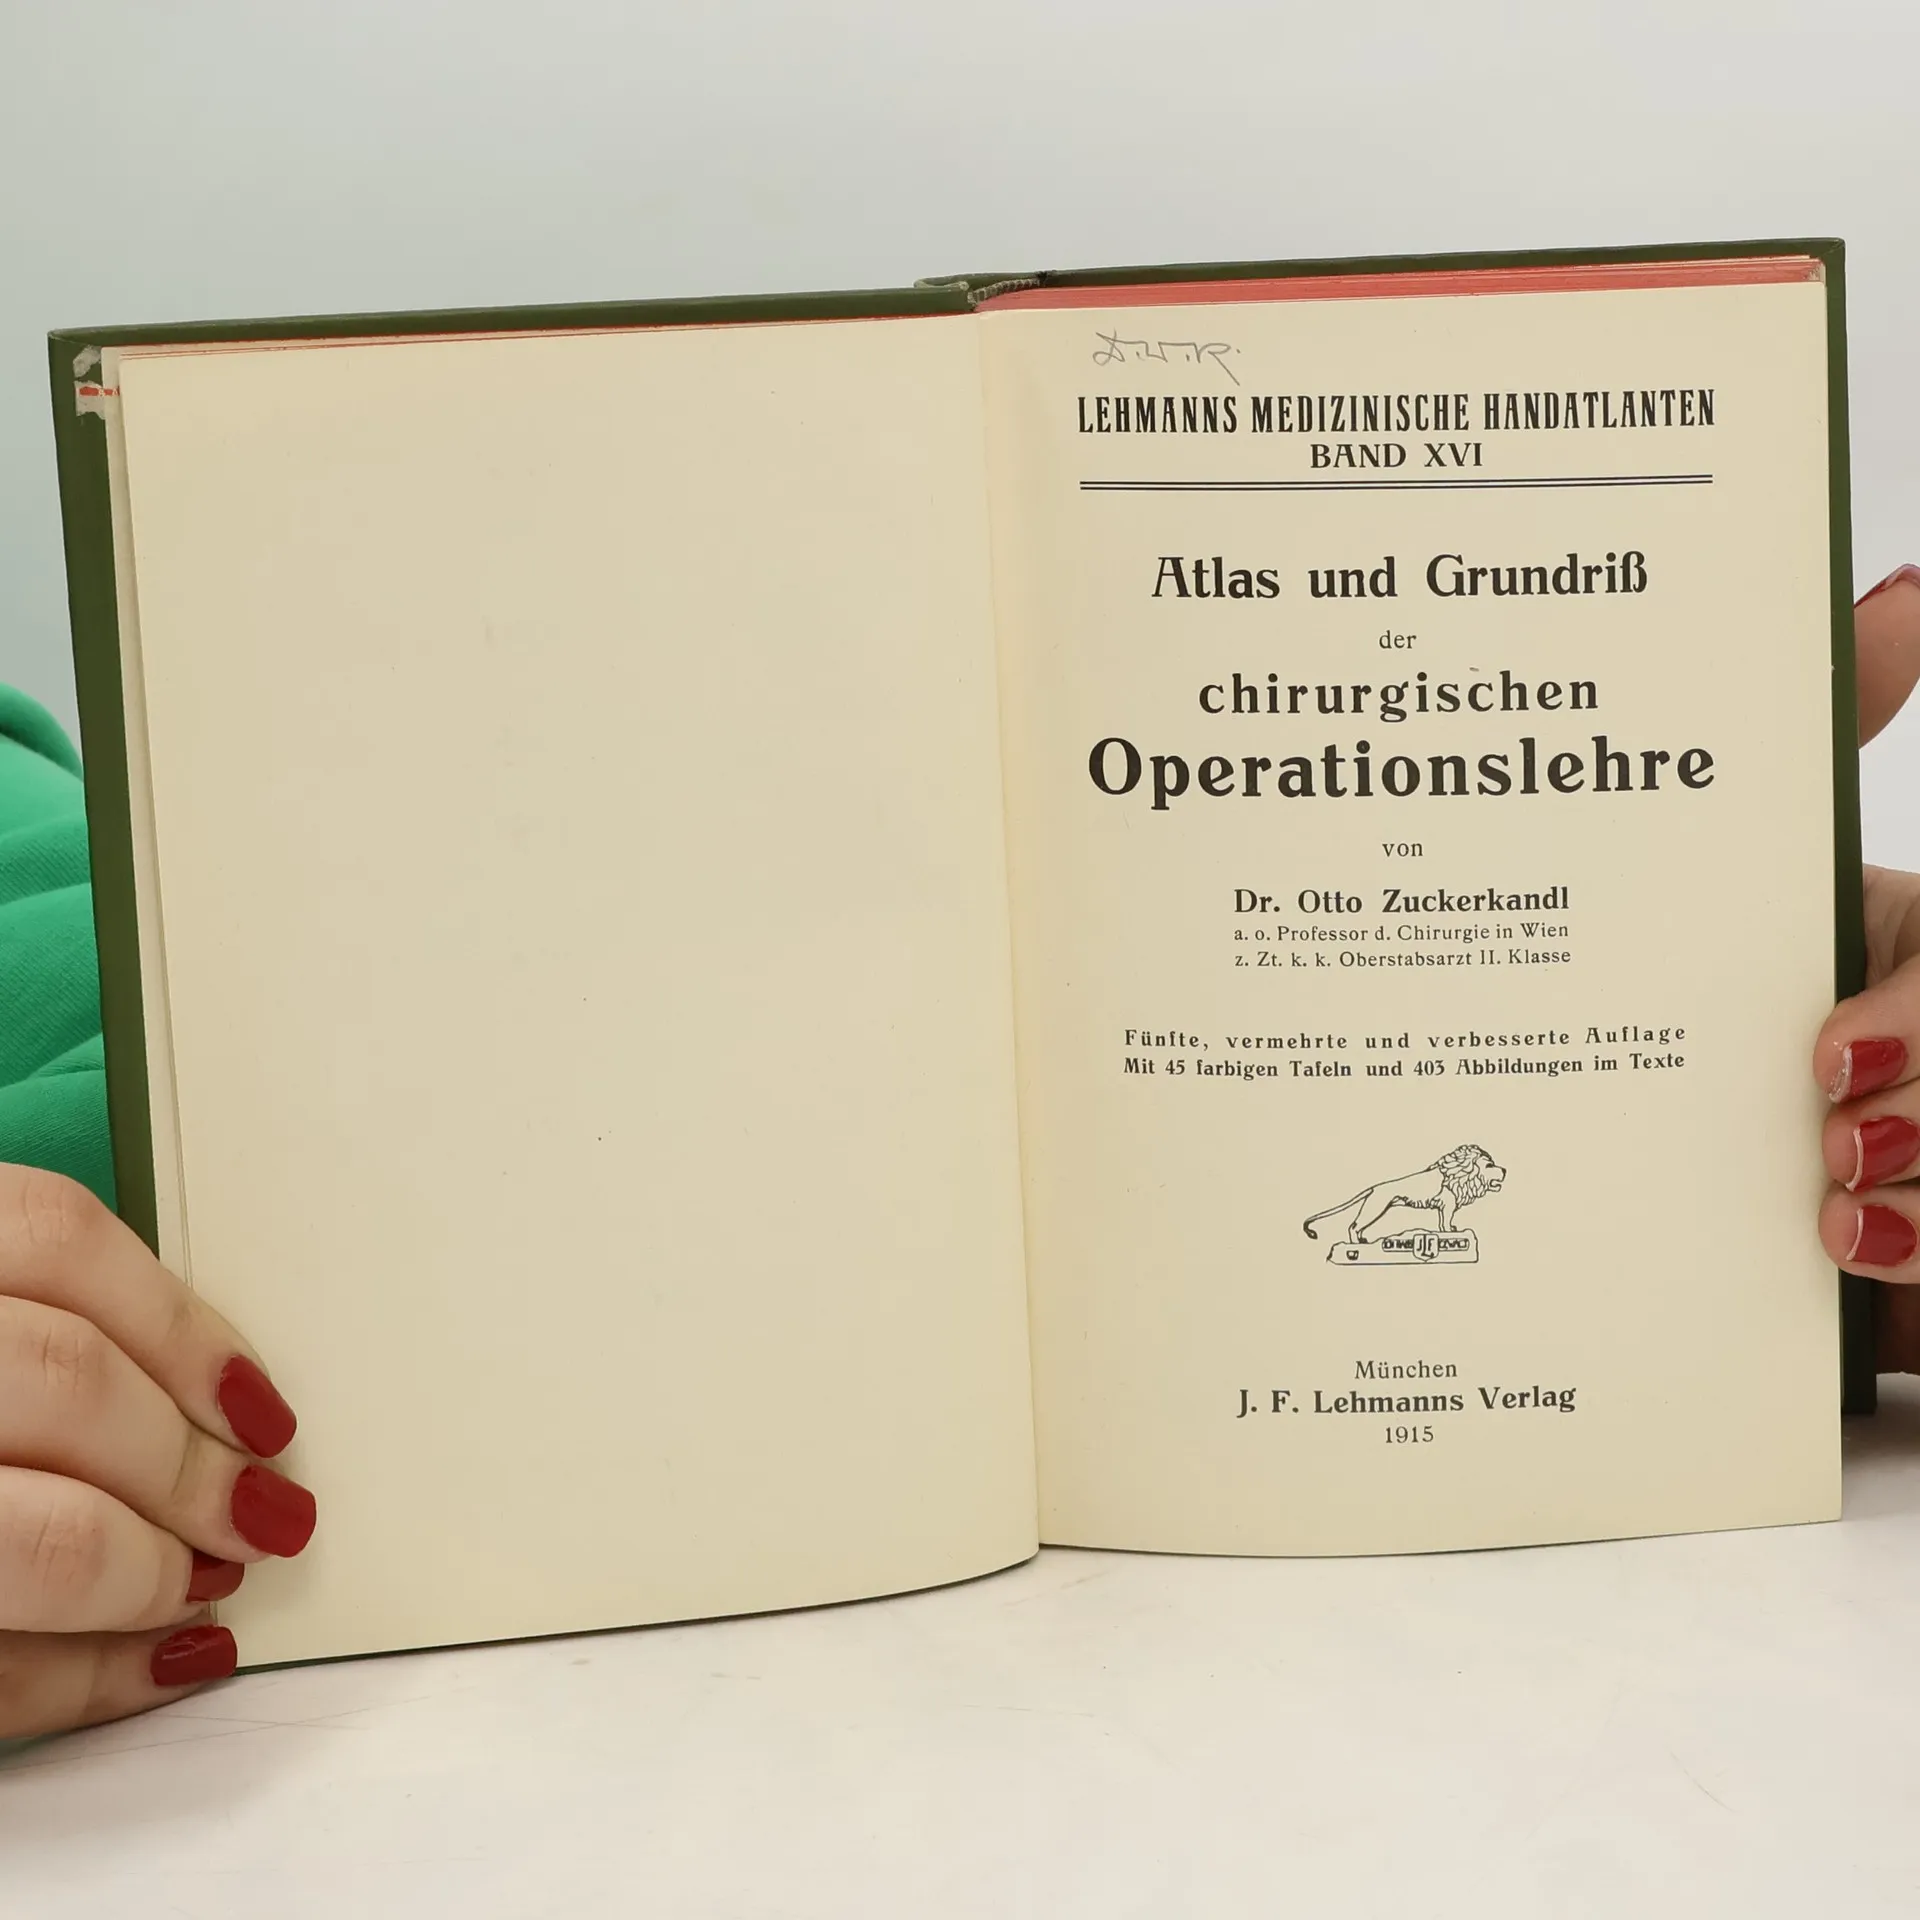 LEHMANNS MEDIZINISCHE HANDATLANTEN
BAND XVI
Atlas und Grundriß
der
chirurgischen
Operationslehre
von
Dr. Otto Zuckerkandl
a. o. Professor d. Chirurgie in Wien
z. Zt. k. k. Oberstabsarzt II. Klasse
Fünfte, vermehrte und verbesserte Auflage
Mit 45 farbigen Tafeln und 403 Abbildungen im Texte
München
J. F. Lehmanns Verlag
1915